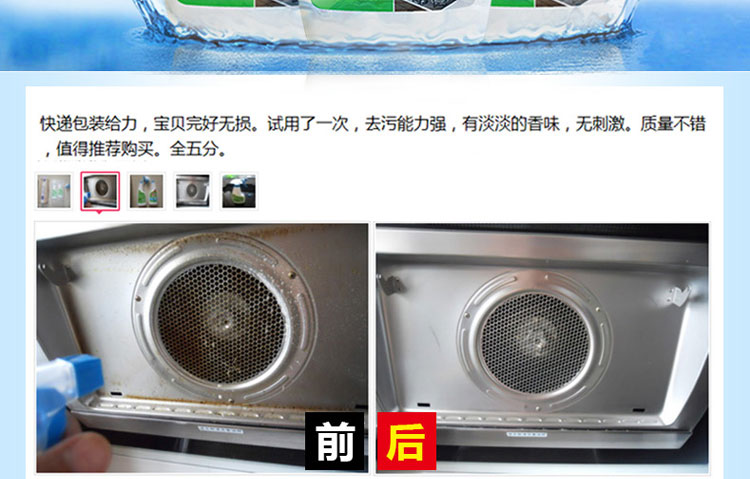 快递包装给力，宝贝完好无损。试用了一次，去污能力强，有淡淡的香味，无刺激。质量不错
，值得推荐购买。全五分。
前 后